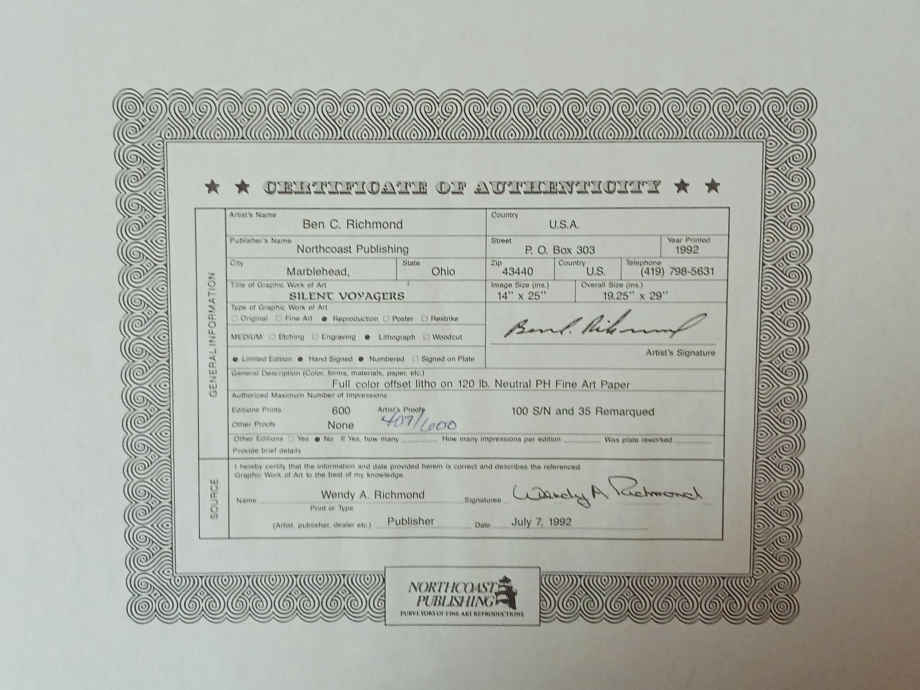 ★ ★ CERTIFICATE OF AUTHENTICITY ★ ★
GENERAL INFORMATION
Artist's Name Country
Ben C. Richmond U.S.A.
Publisher's Name Street Year Printed
Northcoast Publishing P. O. Box 303 1992
City State Zip Country Telephone
Marblehead, Ohio 43440 U.S. (419) 798-5631
Title of Graphic Work of Art Image Size (ins.) Overall Size (ins.)
SILENT VOYAGERS 14" x 25" 19.25" x 29"
Type of Graphic Work of Art
□ Original □ Fine Art ● Reproduction □ Poster □ Restrike
Ben C. Richmond
MEDIUM □ Etching □ Engraving ● Lithograph □ Woodcut
Artist's Signature
● Limited Edition ● Hand Signed ● Numbered □ Signed on Plate
General Description (Color, forms, materials, paper, etc.)
Full color offset litho on 120 lb. Neutral PH Fine Art Paper
Authorized Maximum Number of Impressions
Editions Prints 600 Artist's Proofs 100 S/N and 35 Remarqued
Other Proofs None 407/600
Other Editions □ Yes ● No If Yes, how many How many impressions per edition Was plate reworked
Provide brief details
SOURCE
I hereby certify that the information and date provided herein is correct and describes the referenced
Graphic Work of Art to the best of my knowledge.
Name Wendy A. Richmond Signatures Wendy A Richmond
Print or Type
(Artist, publisher, dealer etc.) Publisher Date July 7, 1992
NORTHCOAST
PUBLISHING
PURVEYORS OF FINE ART REPRODUCTIONS